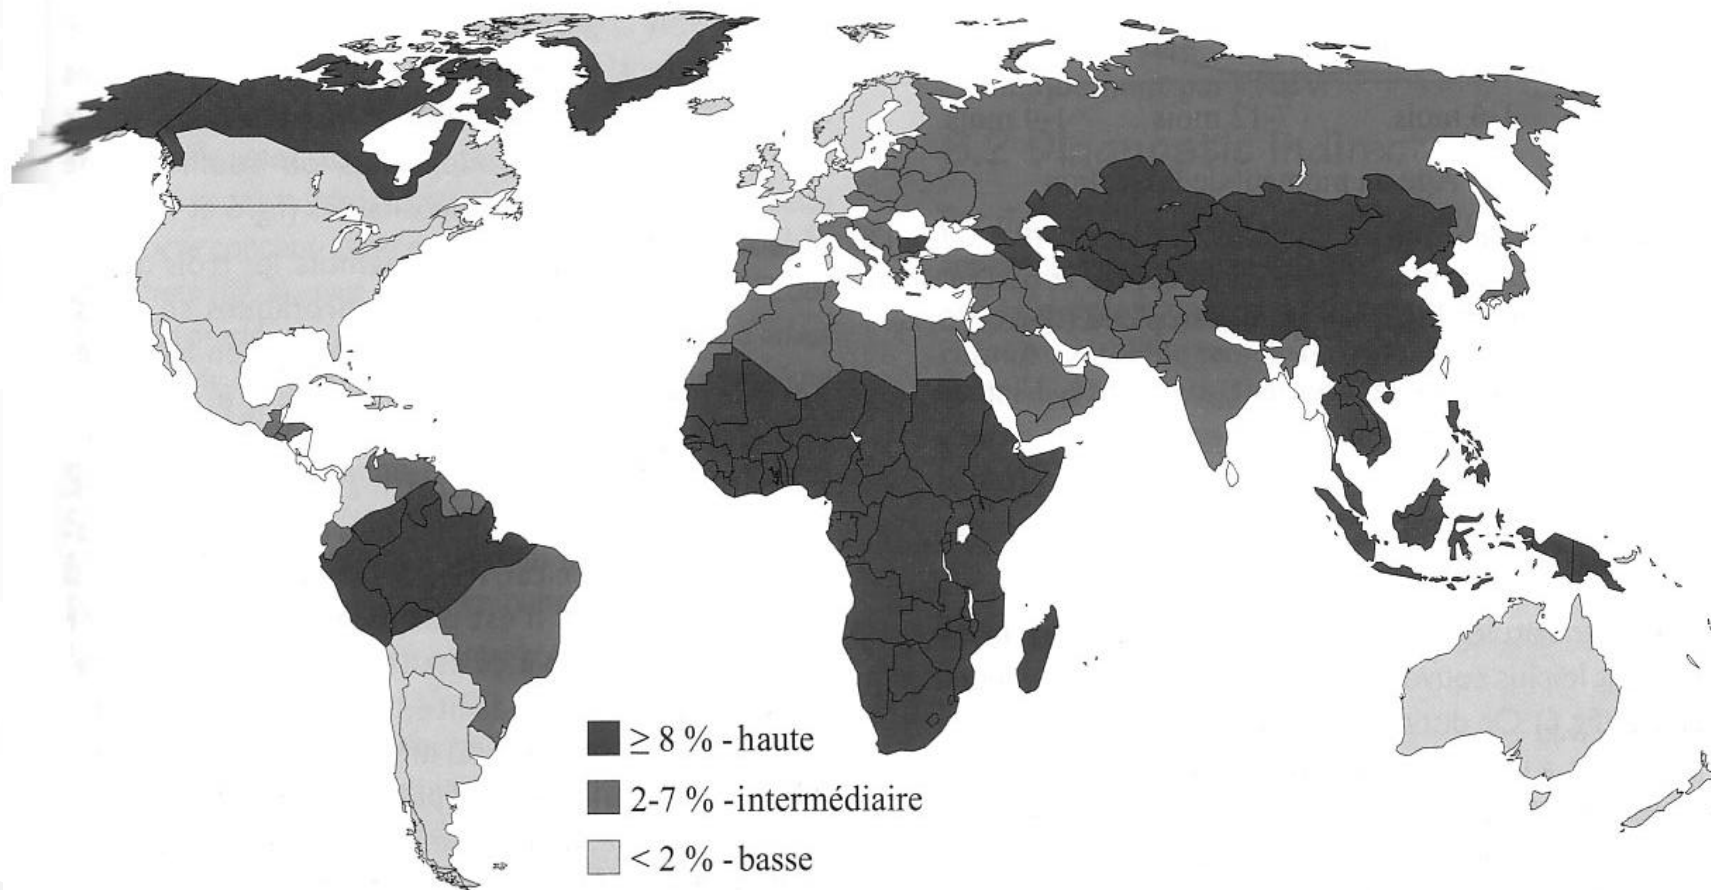 ≥ 8 % - haute
2-7 % - intermédiaire
< 2 % - basse